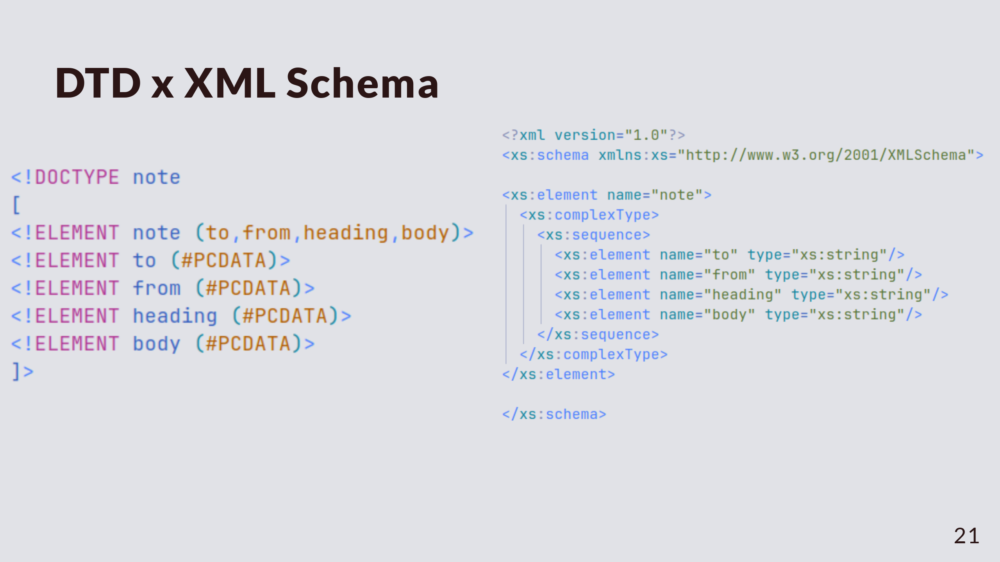 DTD x XML Schema
<!DOCTYPE note
[
<!ELEMENT note (to,from,heading,body)>
<!ELEMENT to (#PCDATA)>
<!ELEMENT from (#PCDATA)>
<!ELEMENT heading (#PCDATA)>
<!ELEMENT body (#PCDATA)>
]>
<?xml version="1.0"?>
<xs:schema xmlns:xs="http://www.w3.org/2001/XMLSchema">
<xs:element name="note">
<xs:complexType>
<xs:sequence>
<xs:element name="to" type="xs:string"/>
<xs:element name="from" type="xs:string"/>
<xs:element name="heading" type="xs:string"/>
<xs:element name="body" type="xs:string"/>
</xs:sequence>
</xs:complexType>
</xs:element>
</xs:schema>
21